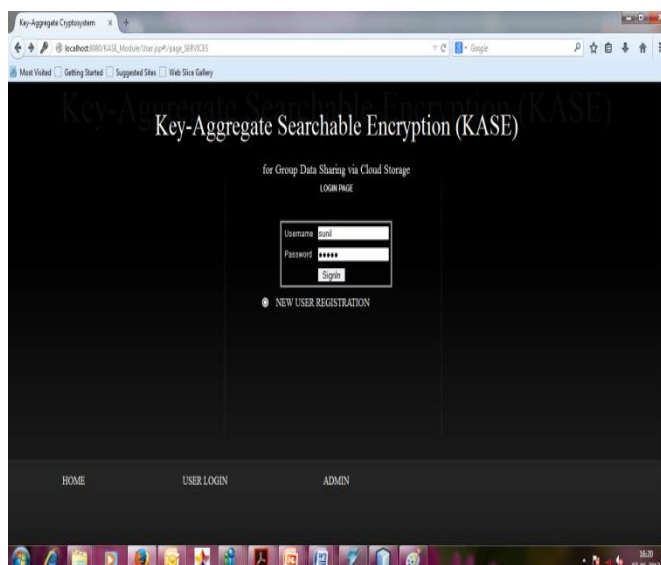 Key-Aggregate Cryptosystem
localhost:8080/KASE_Module/User.jsp#!/page_SERVICES
Google
Most Visited Getting Started Suggested Sites Web Slice Gallery
Key-Aggregate Searchable Encryption (KASE)
Key-Aggregate Searchable Encryption (KASE)
for Group Data Sharing via Cloud Storage
LOGIN PAGE
Username sunil
Password
SignIn
NEW USER REGISTRATION
HOME USER LOGIN ADMIN
16:20